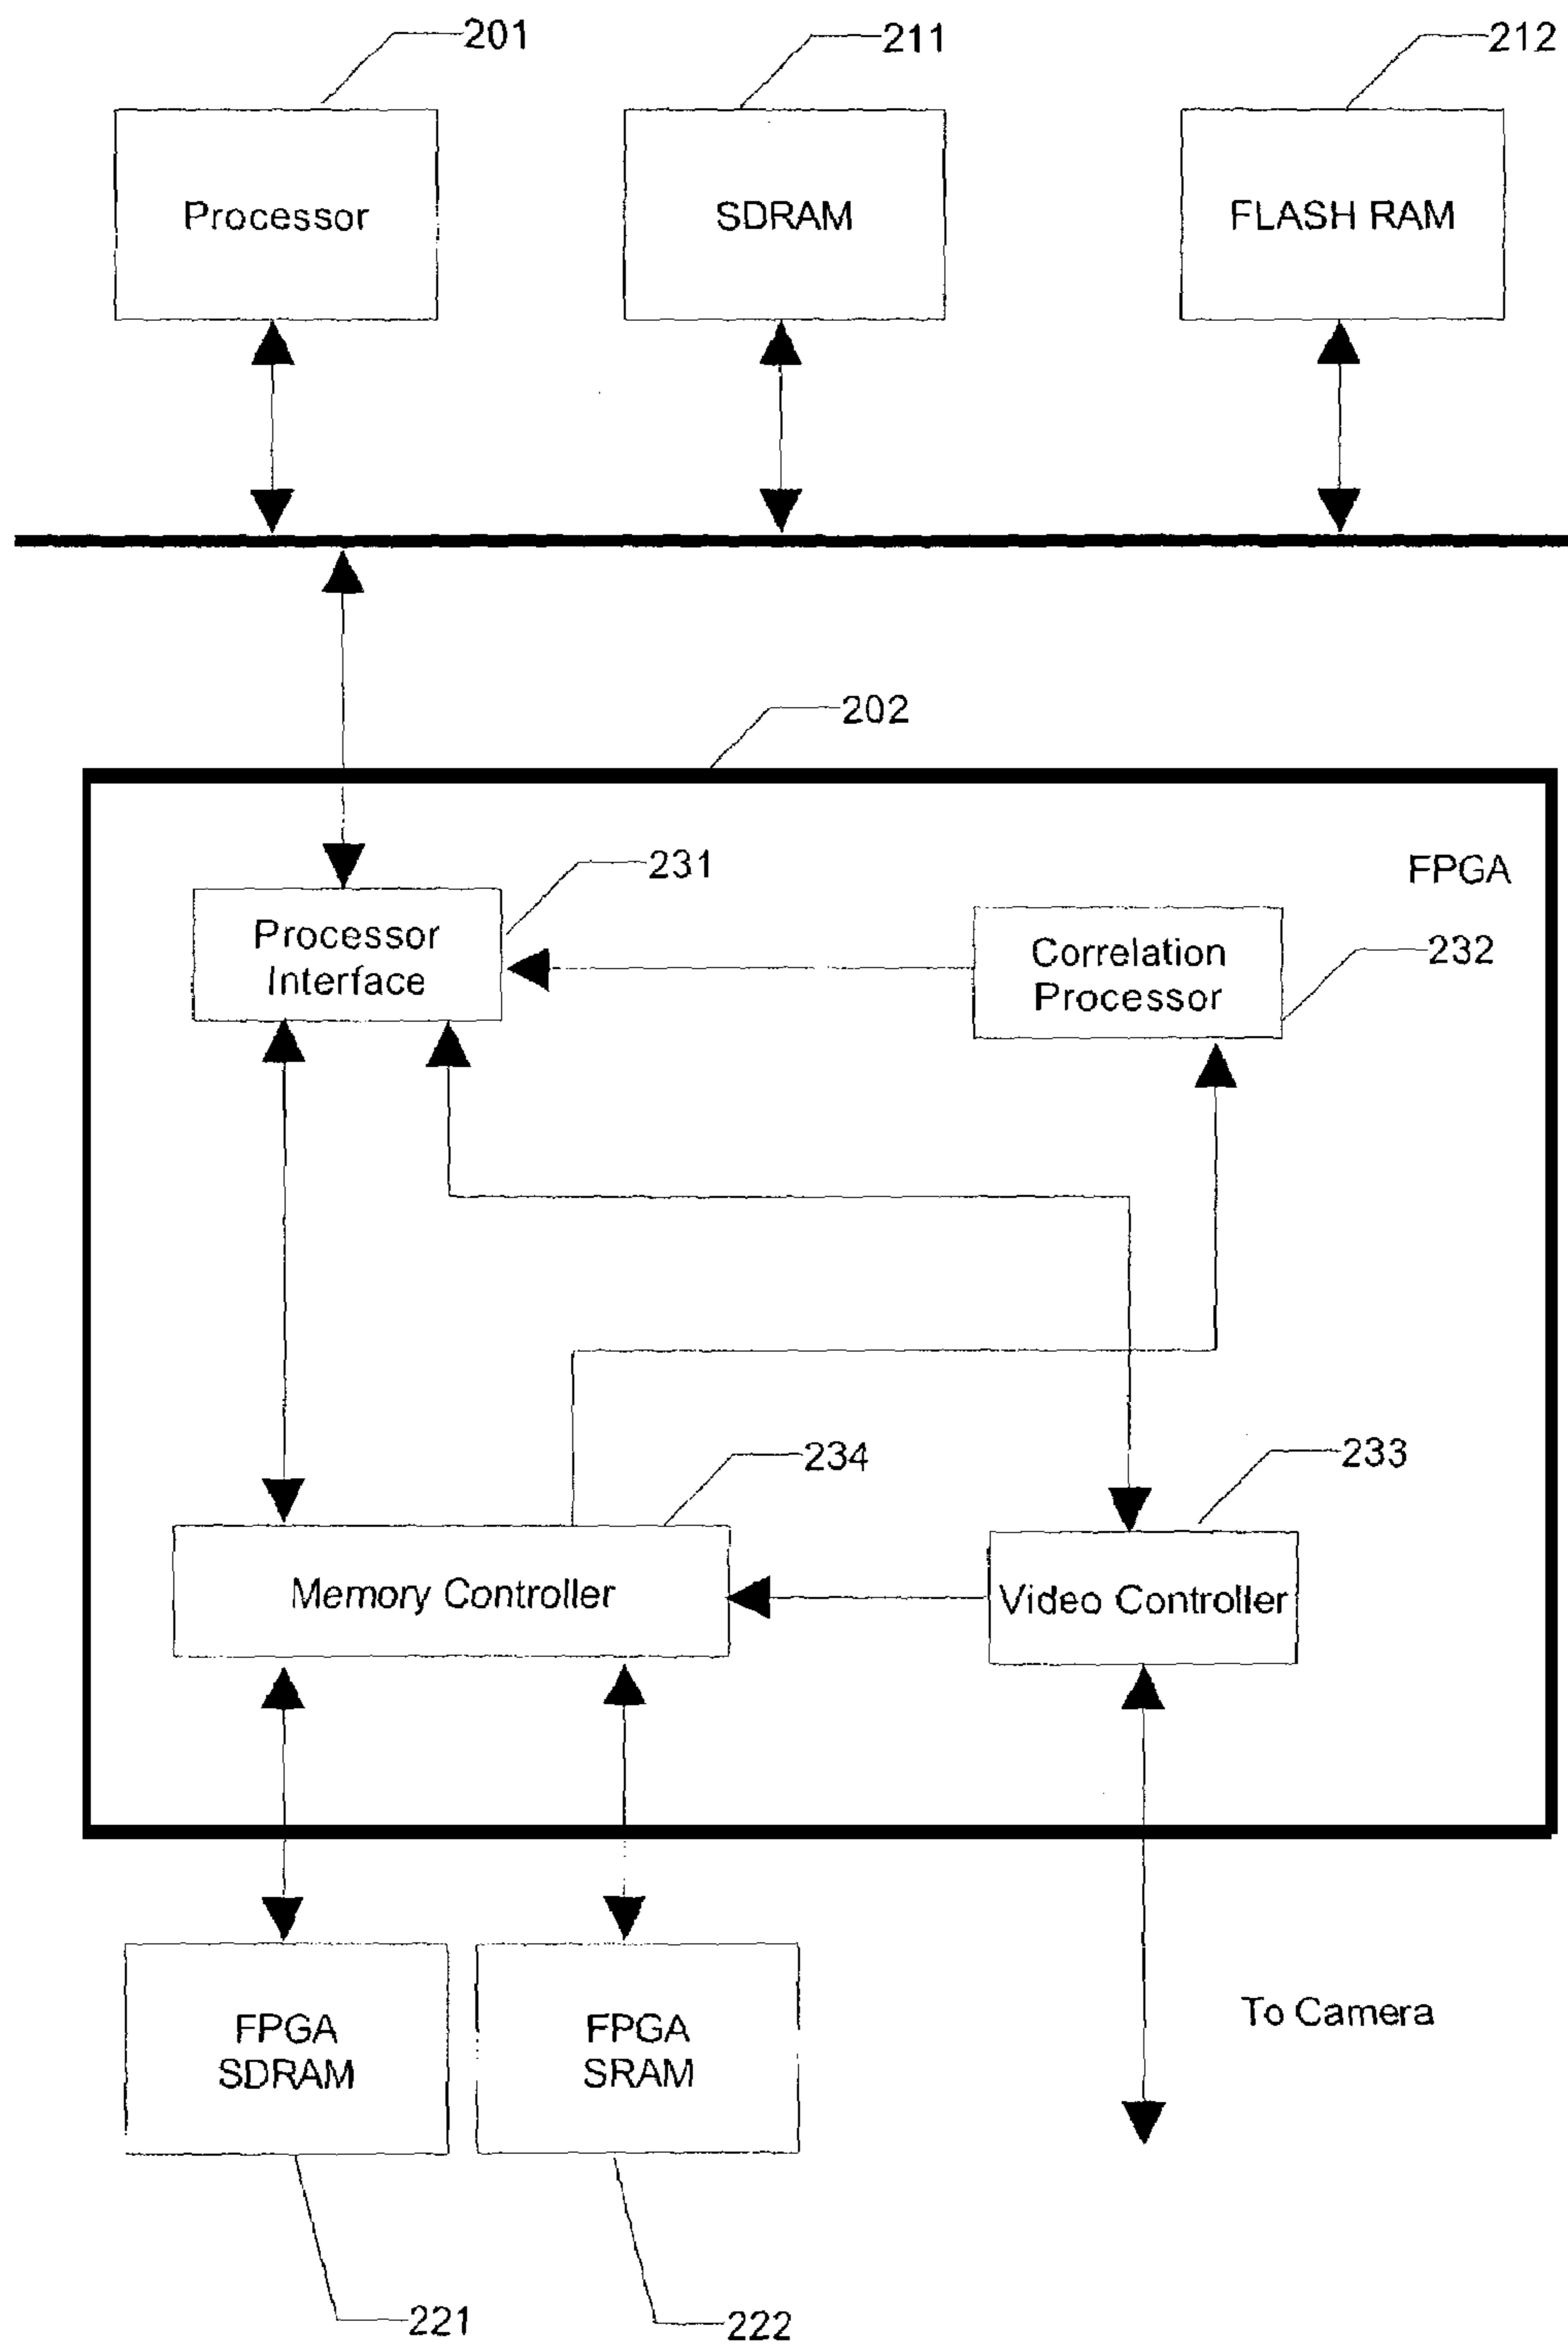 201
211
212
Processor
SDRAM
FLASH RAM
202
231
FPGA
Processor
Interface
Correlation
Processor
232
234
233
Memory Controller
Video Controller
FPGA
SDRAM
FPGA
SRAM
To Camera
221
222